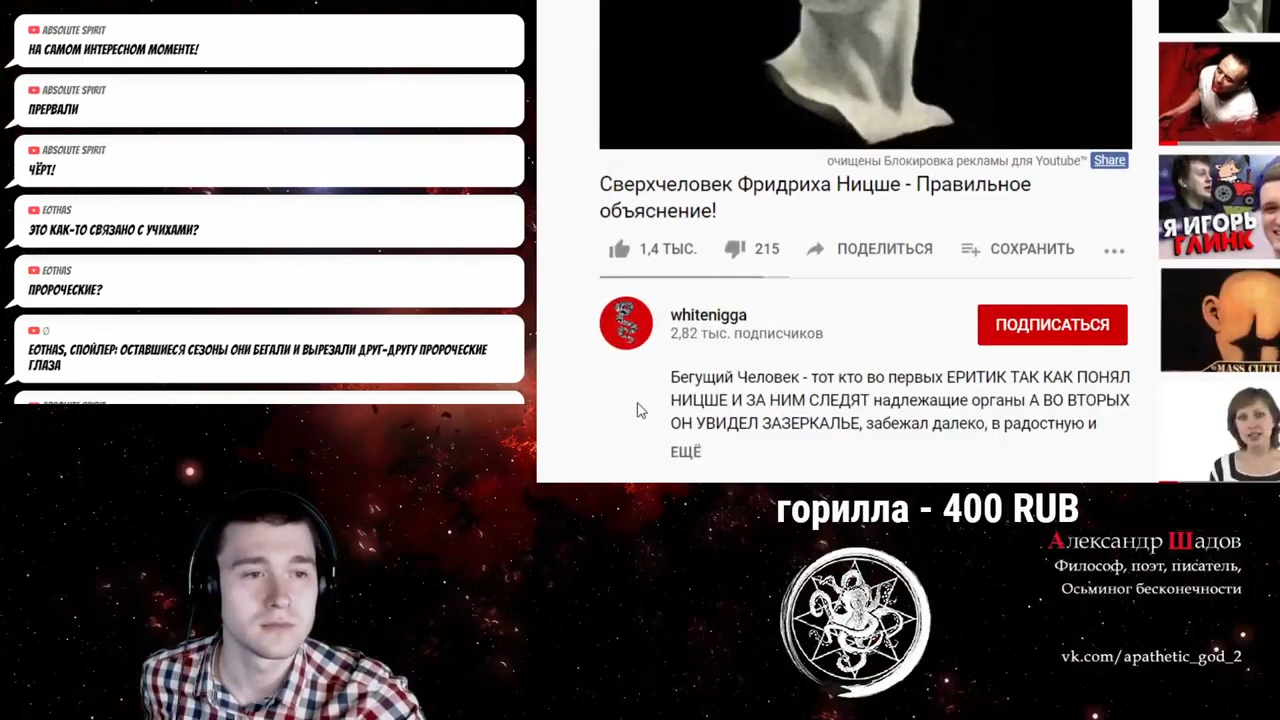 ABSOLUTE SPIRIT
НА САМОМ ИНТЕРЕСНОМ МОМЕНТЕ!
ABSOLUTE SPIRIT
ПРЕРВАЛИ
ABSOLUTE SPIRIT
ЧЁРТ!
EOTHAS
ЭТО КАК-ТО СВЯЗАНО С УЧИХАМИ?
EOTHAS
ПРОРОЧЕСКИЕ?
Ø
EOTHAS, СПОЙЛЕР: ОСТАВШИЕСЯ СЕЗОНЫ ОНИ БЕГАЛИ И ВЫРЕЗАЛИ ДРУГ-ДРУГУ ПРОРОЧЕСКИЕ
ГЛАЗА
очищены Блокировка рекламы для Youtube™ Share
Сверхчеловек Фридриха Ницше - Правильное
объяснение!
1,4 ТЫС. 215 ПОДЕЛИТЬСЯ СОХРАНИТЬ
whitenigga
2,82 тыс. подписчиков
ПОДПИСАТЬСЯ
Бегущий Человек - тот кто во первых ЕРИТИК ТАК КАК ПОНЯЛ
НИЦШЕ И ЗА НИМ СЛЕДЯТ надлежащие органы А ВО ВТОРЫХ
ОН УВИДЕЛ ЗАЗЕРКАЛЬЕ, забежал далеко, в радостную и
ЕЩЁ
Я ИГОРЬ
ГЛИНК
MASS CULT
горилла - 400 RUB
Александр Шадов
Философ, поэт, писатель,
Осьминог бесконечности
vk.com/apathetic_god_2